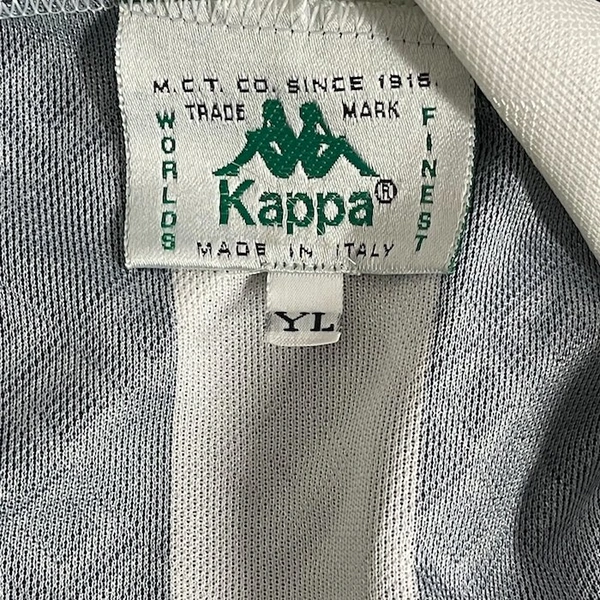 M.C.T. CO. SINCE 1916.
TRADE MARK
WORLDS
FINEST
Kappa®
MADE IN ITALY
YL